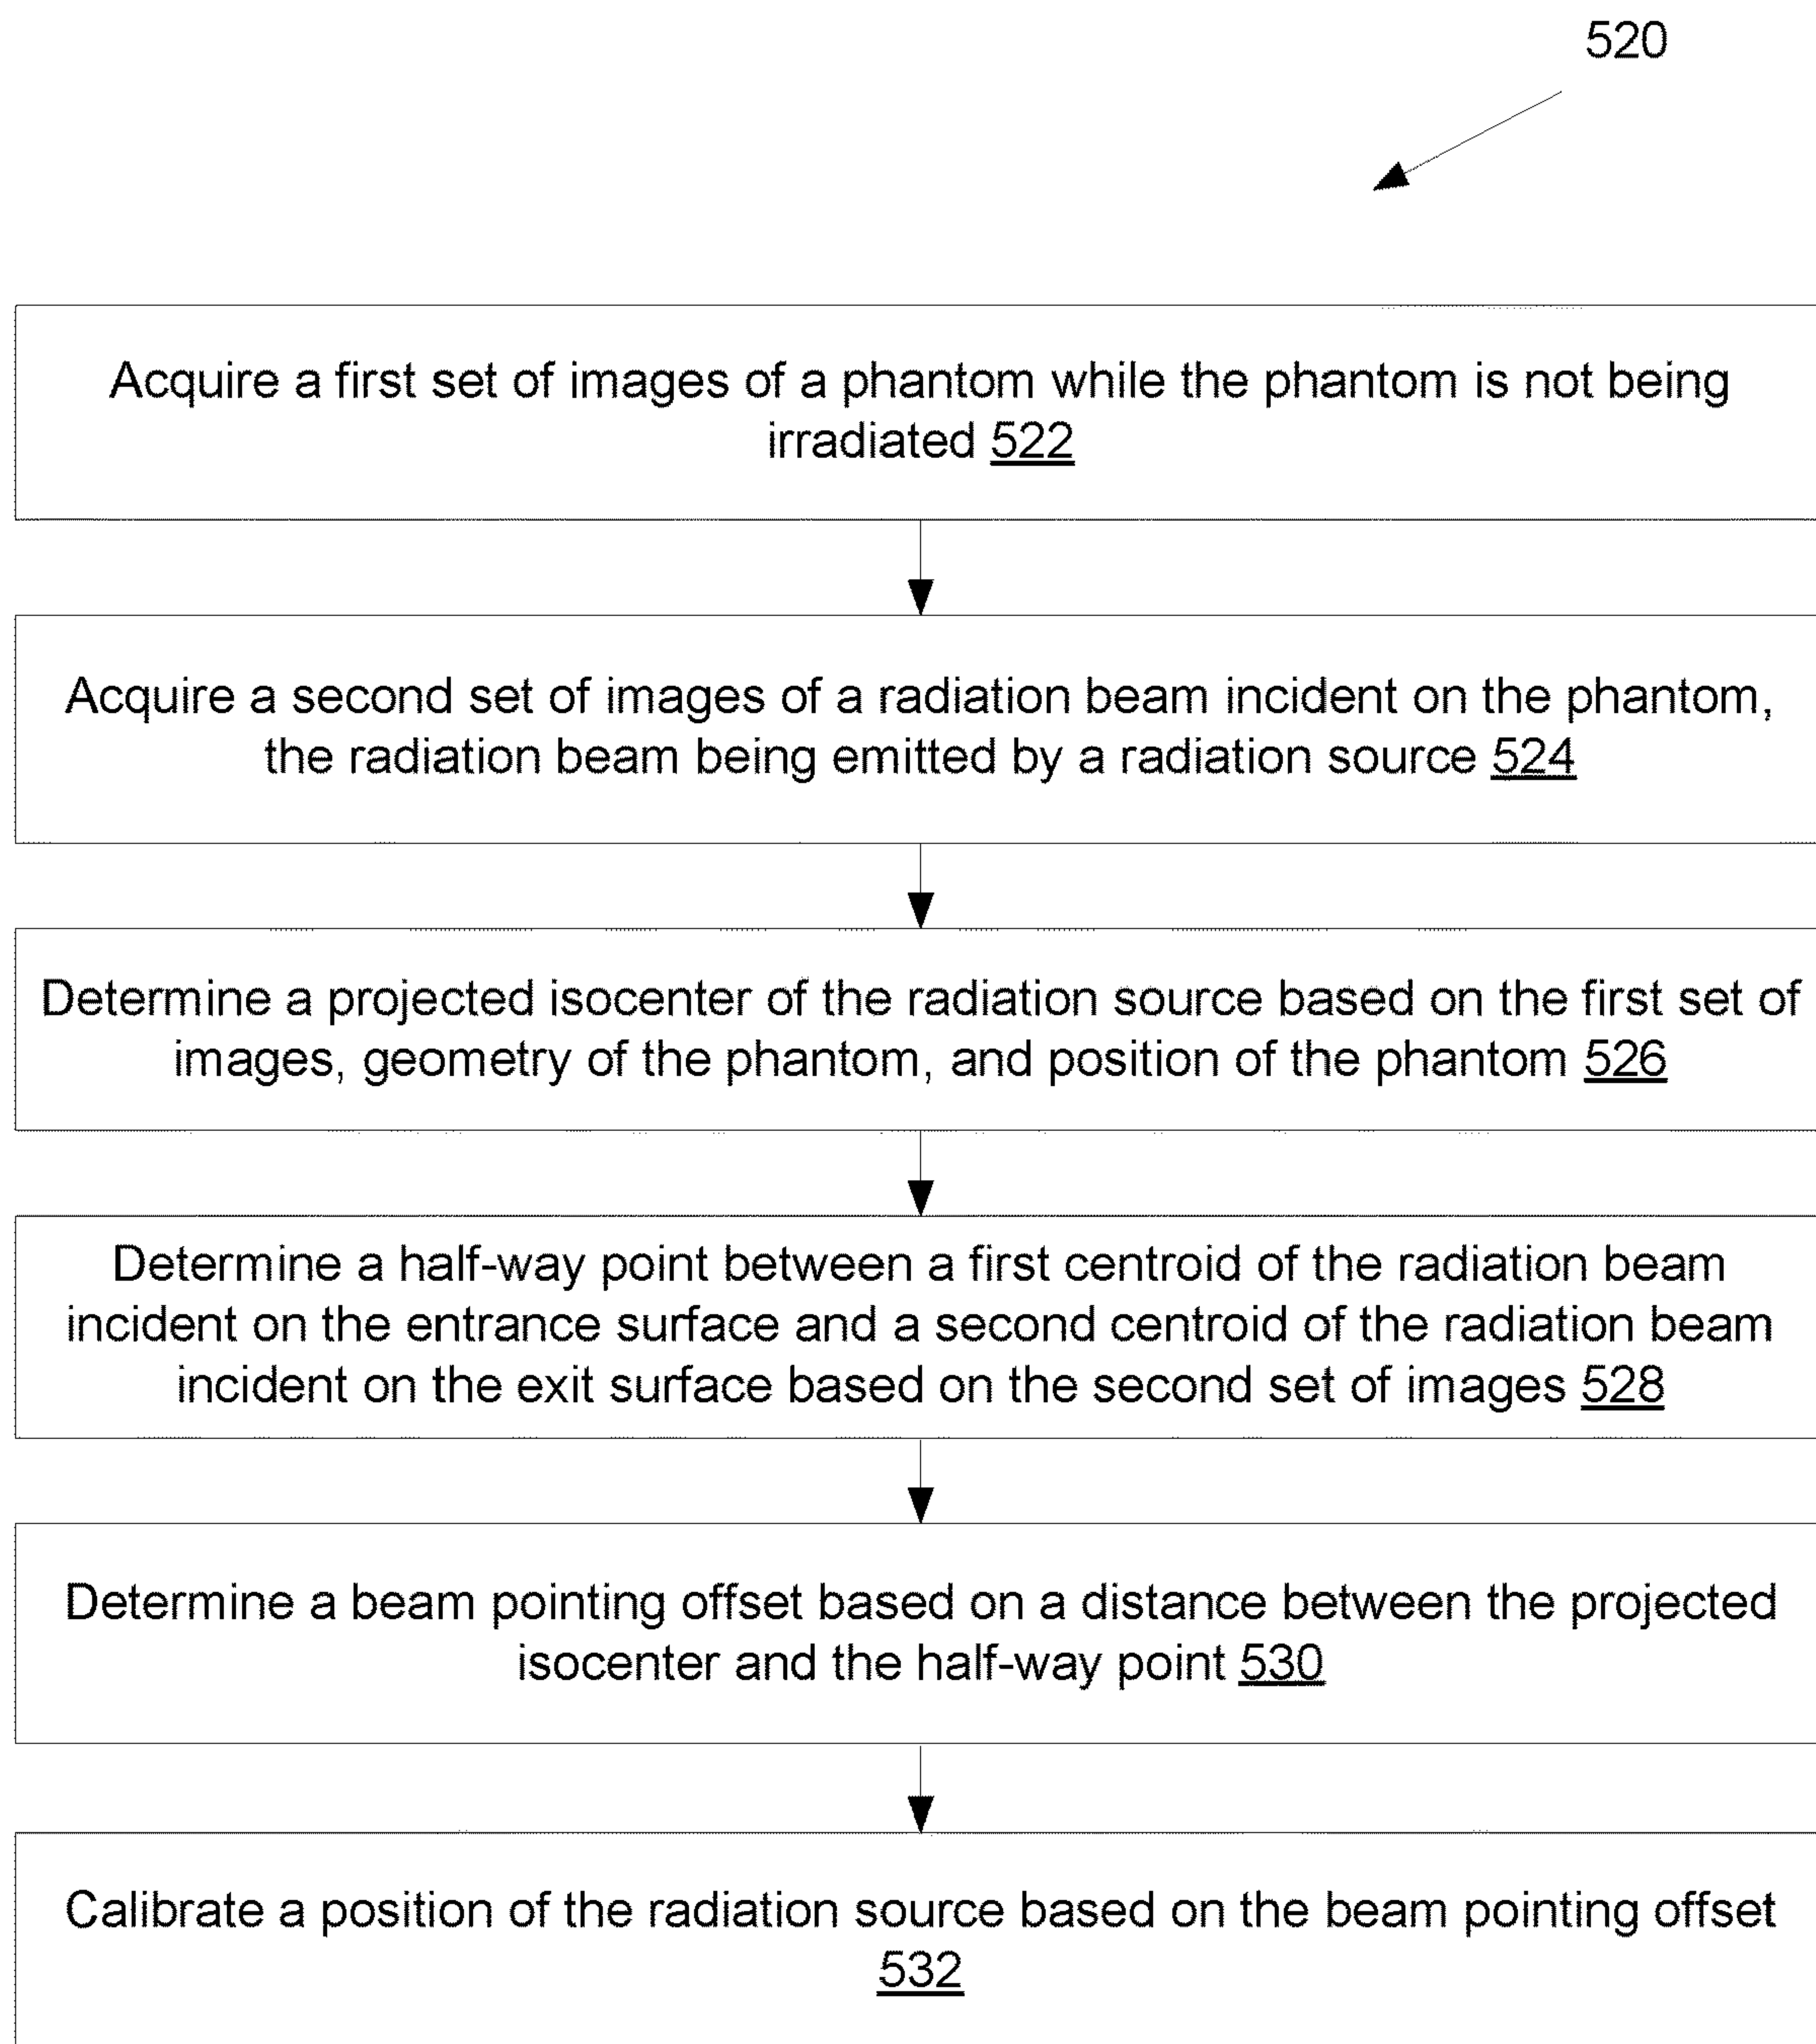 520
Acquire a first set of images of a phantom while the phantom is not being
irradiated 522
Acquire a second set of images of a radiation beam incident on the phantom,
the radiation beam being emitted by a radiation source 524
Determine a projected isocenter of the radiation source based on the first set of
images, geometry of the phantom, and position of the phantom 526
Determine a half-way point between a first centroid of the radiation beam
incident on the entrance surface and a second centroid of the radiation beam
incident on the exit surface based on the second set of images 528
Determine a beam pointing offset based on a distance between the projected
isocenter and the half-way point 530
Calibrate a position of the radiation source based on the beam pointing offset
532